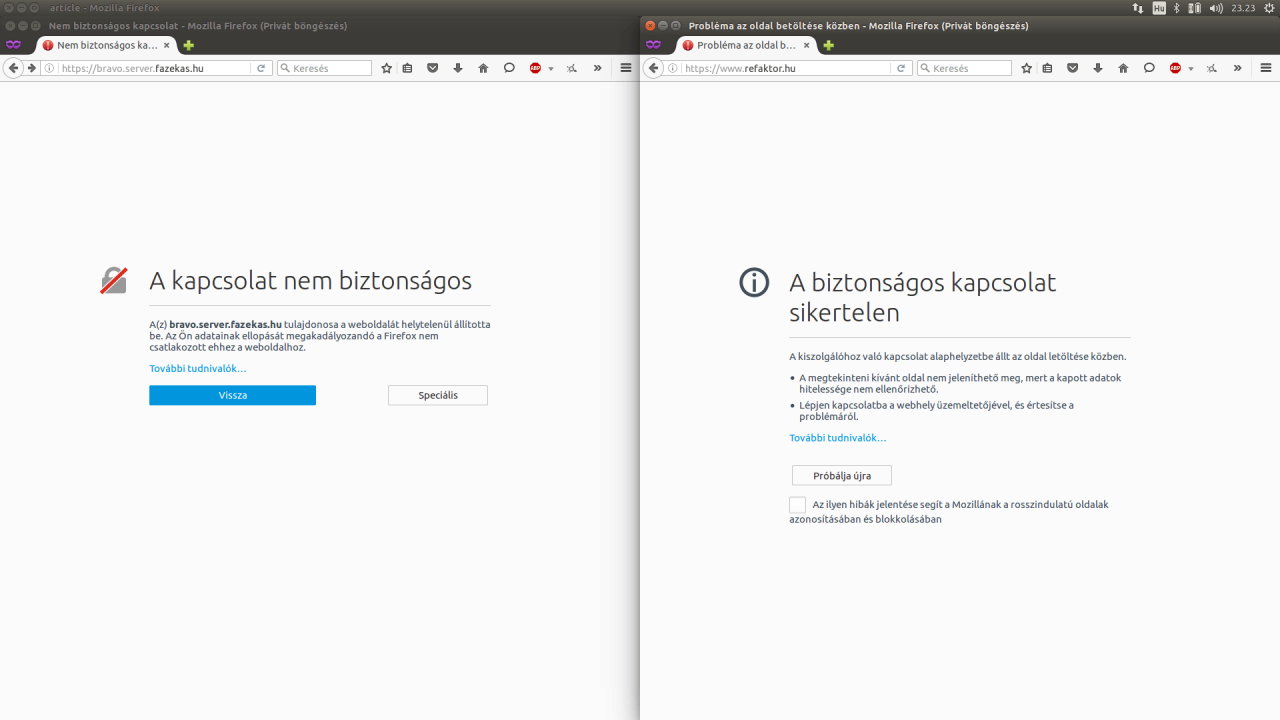 article - Mozilla Firefox
Hu
23.23
Nem biztonságos kapcsolat - Mozilla Firefox (Privát böngészés)
Nem biztonságos ka…
https://bravo.server.fazekas.hu
Keresés
ABP
A kapcsolat nem biztonságos
A(z) bravo.server.fazekas.hu tulajdonosa a weboldalát helytelenül állította
be. Az Ön adatainak ellopását megakadályozandó a Firefox nem
csatlakozott ehhez a weboldalhoz.
További tudnivalók…
Vissza
Speciális
Probléma az oldal betöltése közben - Mozilla Firefox (Privát böngészés)
Probléma az oldal b…
https://www.refaktor.hu
Keresés
ABP
A biztonságos kapcsolat
sikertelen
A kiszolgálóhoz való kapcsolat alaphelyzetbe állt az oldal letöltése közben.
• A megtekinteni kívánt oldal nem jeleníthető meg, mert a kapott adatok
hitelessége nem ellenőrizhető.
• Lépjen kapcsolatba a webhely üzemeltetőjével, és értesítse a
problémáról.
További tudnivalók…
Próbálja újra
Az ilyen hibák jelentése segít a Mozillának a rosszindulatú oldalak
azonosításában és blokkolásában